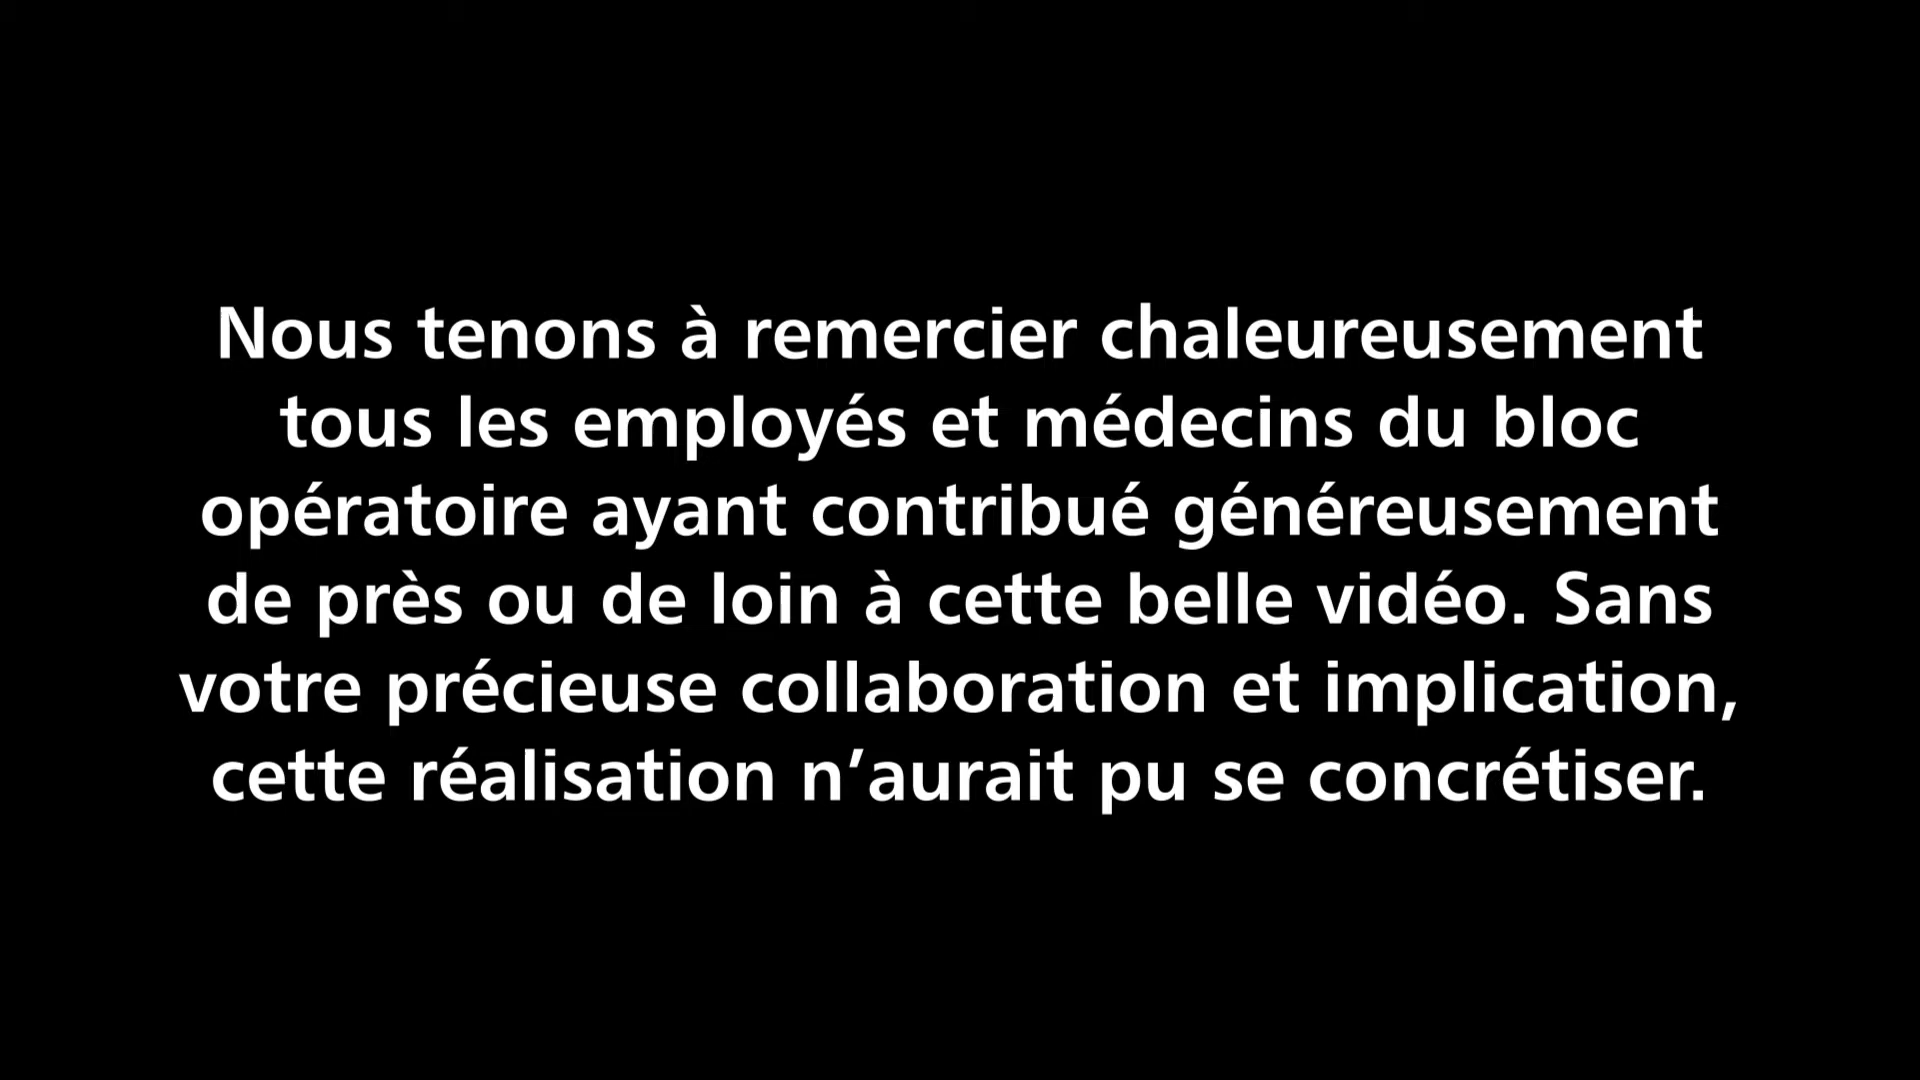 Nous tenons à remercier chaleureusement
tous les employés et médecins du bloc
opératoire ayant contribué généreusement
de près ou de loin à cette belle vidéo. Sans
votre précieuse collaboration et implication,
cette réalisation n’aurait pu se concrétiser.